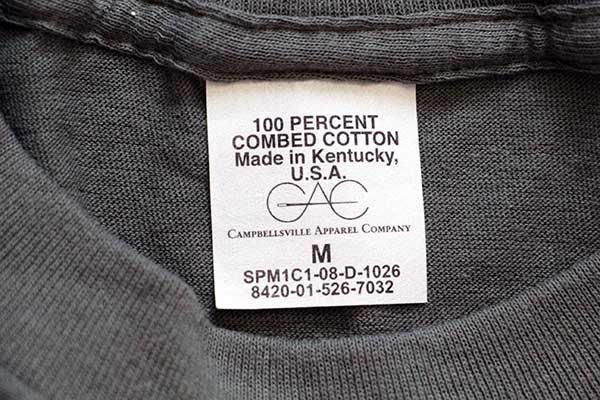 100 PERCENT
COMBED COTTON
Made in Kentucky,
U.S.A.
CAC
CAMPBELLSVILLE APPAREL COMPANY
M
SPM1C1-08-D-1026
8420-01-526-7032